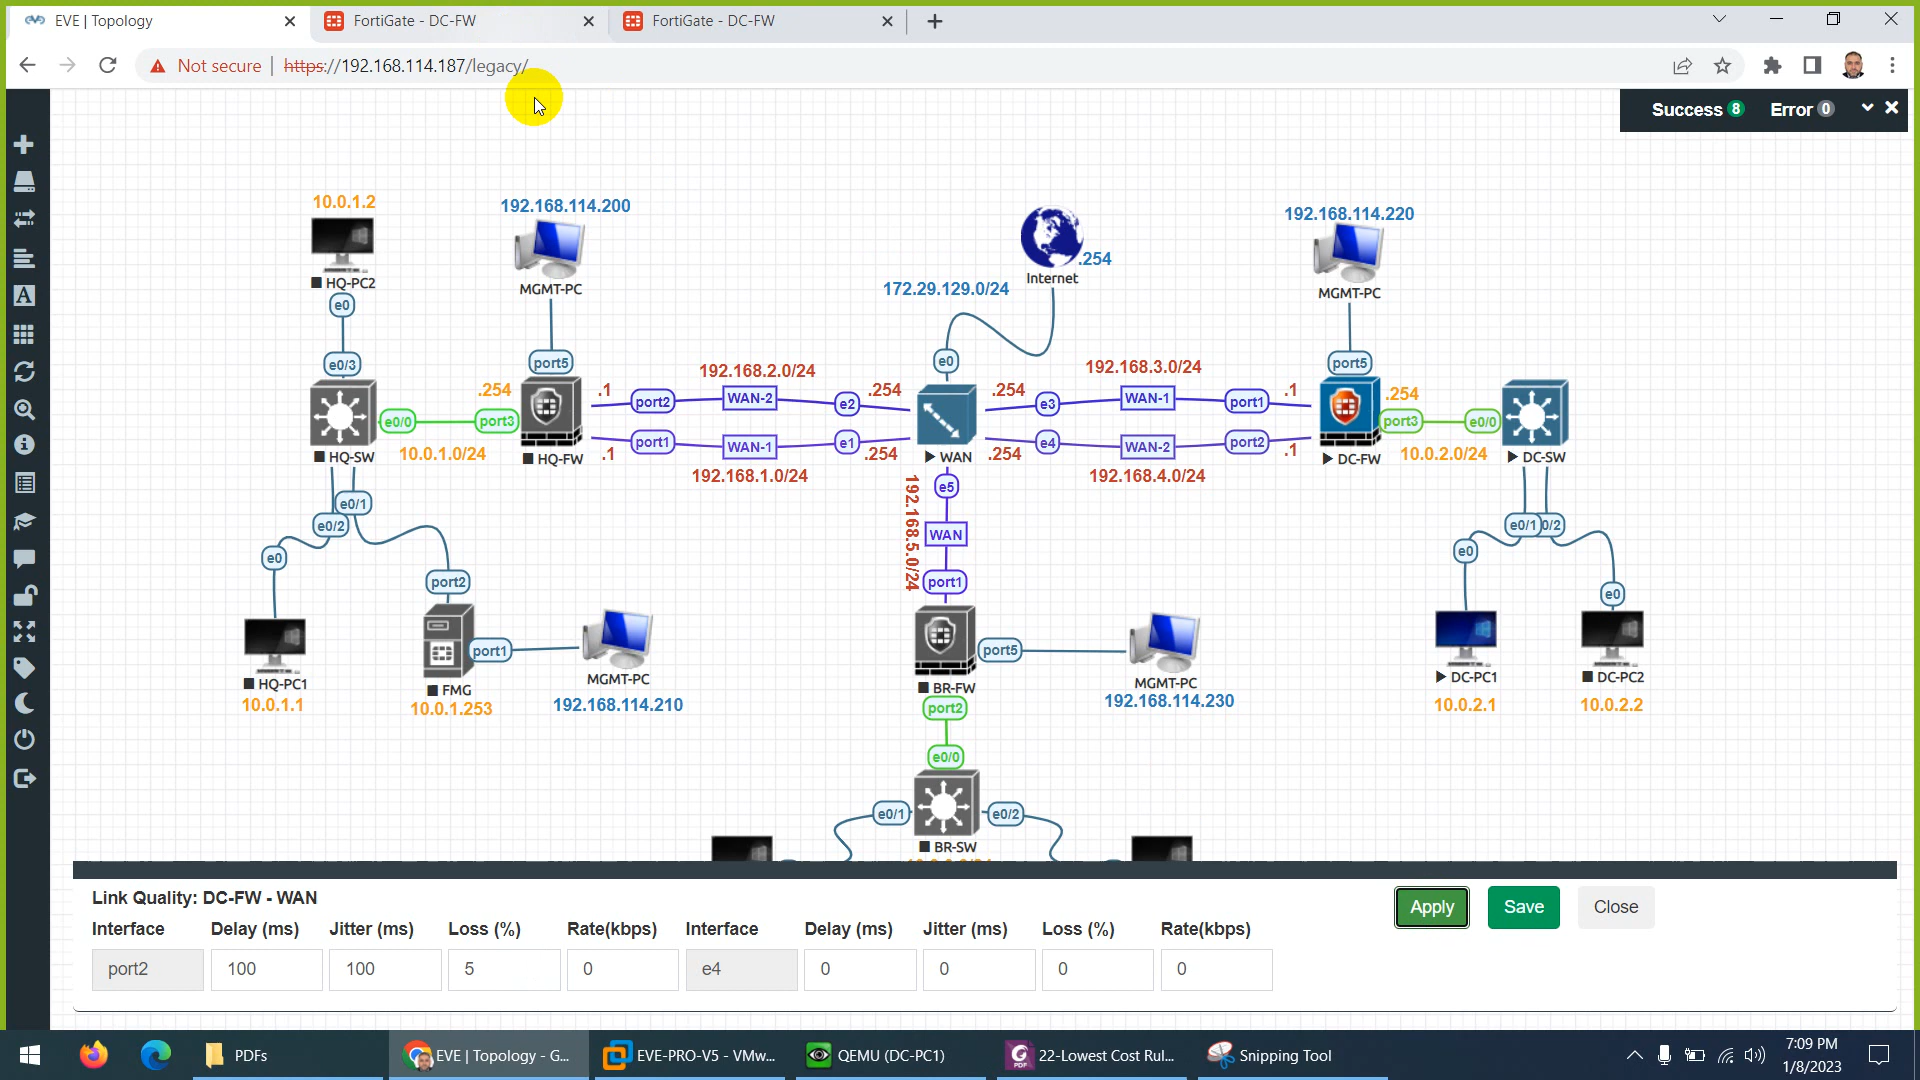 EVE | Topology
FortiGate - DC-FW
FortiGate - DC-FW
Not secure | https://192.168.114.187/legacy/
Success 8 Error 0
10.0.1.2
192.168.114.200
192.168.114.220
.254
Internet
HQ-PC2
MGMT-PC
172.29.129.0/24
MGMT-PC
e0
e0/3
port5
e0
port5
192.168.2.0/24
192.168.3.0/24
.254
.1
port2
WAN-2
e2
.254
.254
e3
WAN-1
port1
.1
.254
e0/0
port3
port3
e0/0
port1
WAN-1
e1
e4
WAN-2
port2
HQ-SW
10.0.1.0/24
HQ-FW
.1
.254
WAN
.254
.1
DC-FW
10.0.2.0/24
DC-SW
192.168.1.0/24
192.168.4.0/24
e5
192.168.5.0/24
e0/1
e0/2
e0/1
0/2
WAN
e0
e0
port2
port1
e0
port1
port5
HQ-PC1
FMG
MGMT-PC
BR-FW
MGMT-PC
DC-PC1
DC-PC2
10.0.1.1
10.0.1.253
192.168.114.210
192.168.114.230
10.0.2.1
10.0.2.2
port2
e0/0
e0/1
e0/2
BR-SW
Link Quality: DC-FW - WAN
Apply
Save
Close
Interface Delay (ms) Jitter (ms) Loss (%) Rate(kbps) Interface Delay (ms) Jitter (ms) Loss (%) Rate(kbps)
port2 100 100 5 0 e4 0 0 0 0
PDFs
EVE | Topology - G...
EVE-PRO-V5 - VMw...
QEMU (DC-PC1)
22-Lowest Cost Rul...
Snipping Tool
7:09 PM
1/8/2023